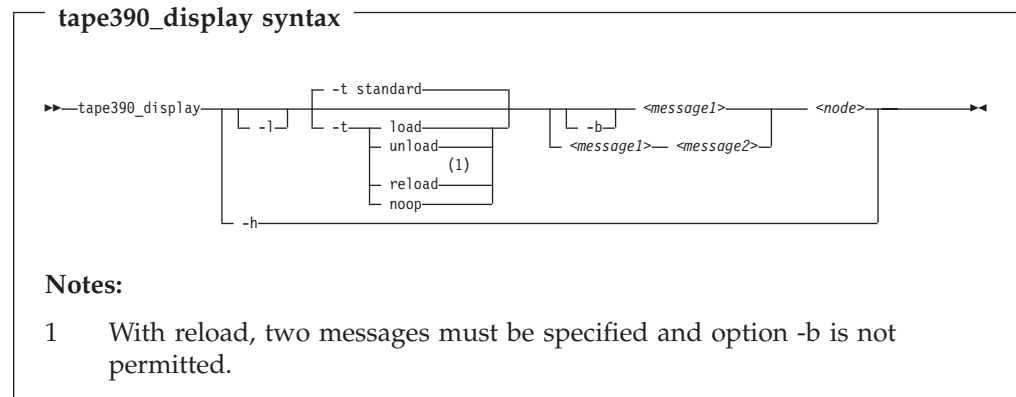 tape390_display syntax
-t standard
tape390_display -l -t load -b <message1> <node>
unload <message1> <message2>
(1)
reload
noop
-h
Notes:
1 With reload, two messages must be specified and option -b is not
permitted.